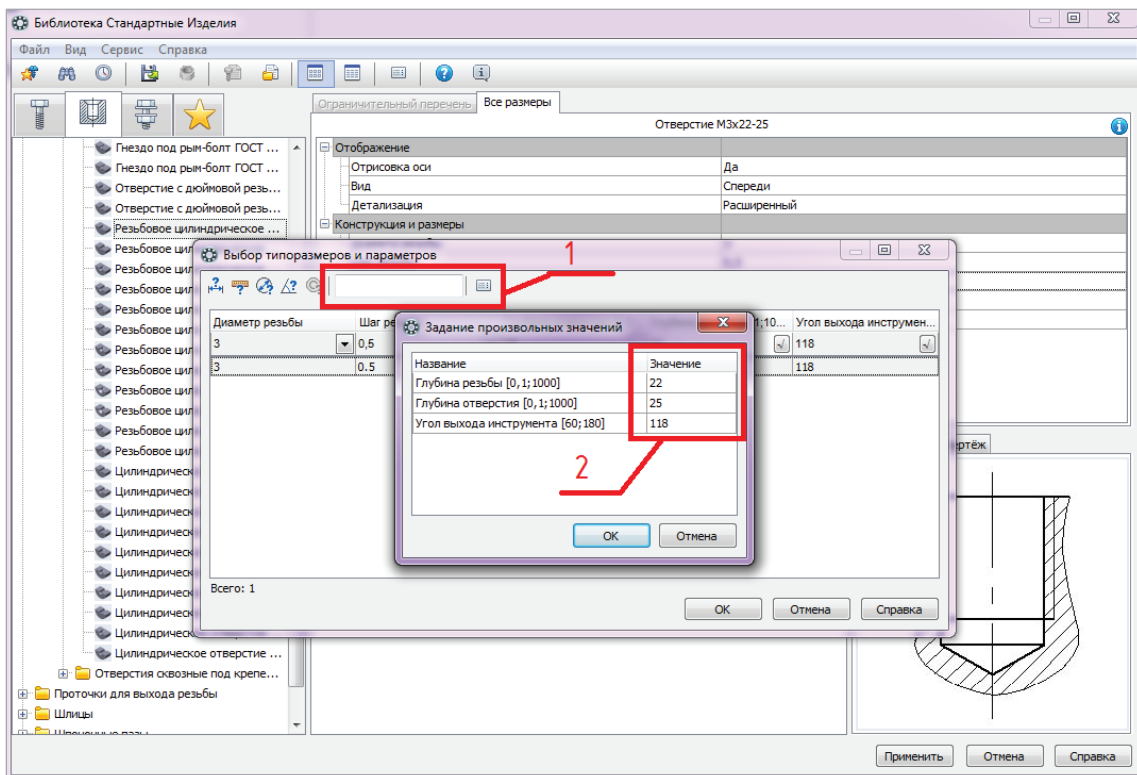 Библиотека Стандартные Изделия
Файл Вид Сервис Справка
Ограничительный перечень Все размеры
Отверстие М3х22-25
Гнездо под рым-болт ГОСТ ...
Гнездо под рым-болт ГОСТ ...
Отверстие с дюймовой резь...
Отверстие с дюймовой резь...
Резьбовое цилиндрическое ...
Отображение
Отрисовка оси Да
Вид Спереди
Детализация Расширенный
Конструкция и размеры
Резьбовое цил
Резьбовое цил
Резьбовое цил
Резьбовое цил
Резьбовое цил
Резьбовое цил
Резьбовое цил
Резьбовое цил
Резьбовое цил
Резьбовое цил
Резьбовое цил
Цилиндрическ
Цилиндрическ
Цилиндрическ
Цилиндрическ
Цилиндрическ
Цилиндрическ
Цилиндрическ
Цилиндрическ
Цилиндрическое отверстие ...
Отверстия сквозные под крепе...
Проточки для выхода резьбы
Шлицы
Выбор типоразмеров и параметров
1
Диаметр резьбы Шаг ре 1;10... Угол выхода инструмен...
3 0,5 118
3 0.5 118
Задание произвольных значений
Название Значение
Глубина резьбы [0,1;1000] 22
Глубина отверстия [0,1;1000] 25
Угол выхода инструмента [60;180] 118
2
ОК Отмена
Всего: 1
ОК Отмена Справка
ртёж
Применить Отмена Справка